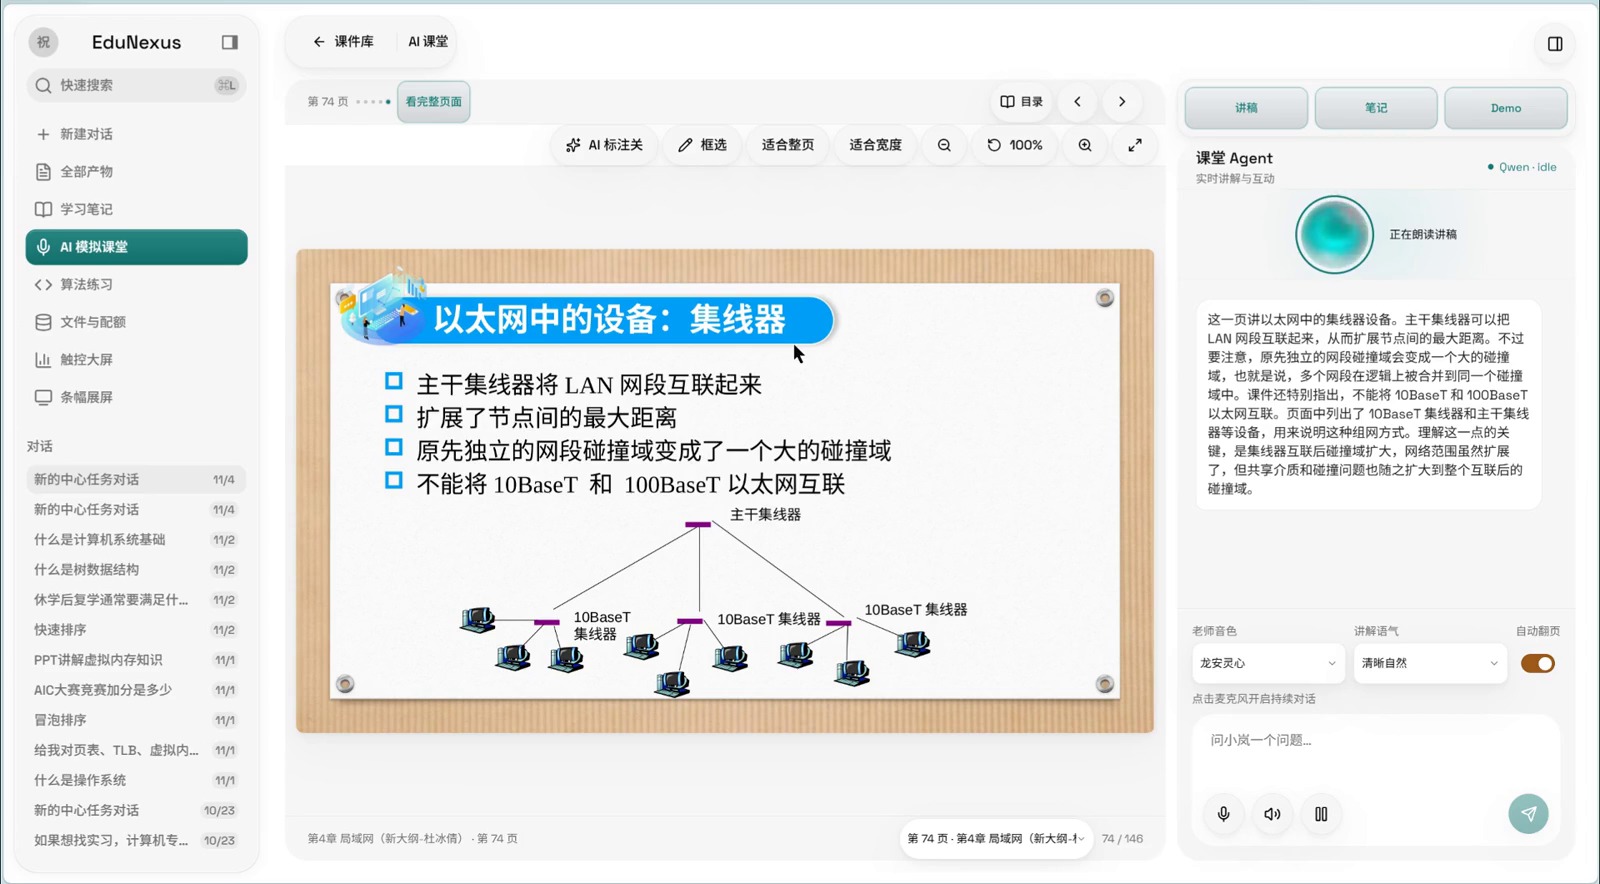 祝
EduNexus
快速搜索
⌘L
新建对话
全部产物
学习笔记
AI 模拟课堂
算法练习
文件与配额
触控大屏
条幅展屏
对话
新的中心任务对话 11/4
新的中心任务对话 11/4
什么是计算机系统基础 11/2
什么是树数据结构 11/2
休学后复学通常要满足什... 11/2
快速排序 11/2
PPT讲解虚拟内存知识 11/1
AIC大赛竞赛加分是多少 11/1
冒泡排序 11/1
给我对页表、TLB、虚拟内... 11/1
什么是操作系统 11/1
新的中心任务对话 10/23
如果想找实习，计算机专... 10/23
课件库
AI 课堂
第 74 页
看完整页面
目录
AI 标注关
框选
适合整页
适合宽度
100%
以太网中的设备：集线器
主干集线器将 LAN 网段互联起来
扩展了节点间的最大距离
原先独立的网段碰撞域变成了一个大的碰撞域
不能将 10BaseT 和 100BaseT 以太网互联
主干集线器
10BaseT
集线器
10BaseT 集线器
10BaseT 集线器
第4章 局域网（新大纲-杜冰倩） · 第 74 页
第 74 页 · 第4章 局域网（新大纲-
74 / 146
讲稿
笔记
Demo
课堂 Agent
实时讲解与互动
Qwen · idle
正在朗读讲稿
这一页讲以太网中的集线器设备。主干集线器可以把
LAN 网段互联起来，从而扩展节点间的最大距离。不过
要注意，原先独立的网段碰撞域会变成一个大的碰撞
域，也就是说，多个网段在逻辑上被合并到同一个碰撞
域中。课件还特别指出，不能将 10BaseT 和 100BaseT
以太网互联。页面中列出了 10BaseT 集线器和主干集线
器等设备，用来说明这种组网方式。理解这一点的关
键，是集线器互联后碰撞域扩大，网络范围虽然扩展
了，但共享介质和碰撞问题也随之扩大到整个互联后的
碰撞域。
老师音色
讲解语气
自动翻页
龙安灵心
清晰自然
点击麦克风开启持续对话
问小岚一个问题...